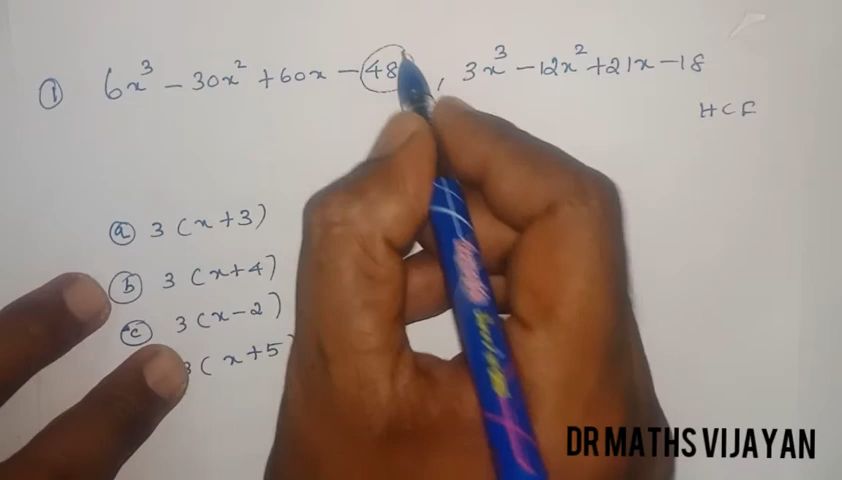 ① 6x³ - 30x² + 60x - 48, 3x³ - 12x² + 21x - 18
HCF
ⓐ 3(x+3)
ⓑ 3(x+4)
ⓒ 3(x-2)
3(x+5
DR MATHS VIJAYAN